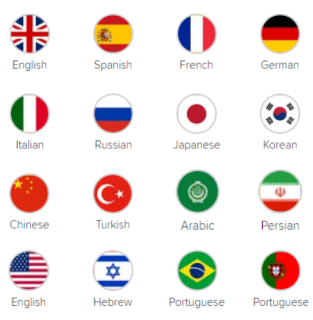 English
Spanish
French
German
Italian
Russian
Japanese
Korean
Chinese
Turkish
Arabic
Persian
English
Hebrew
Portuguese
Portuguese